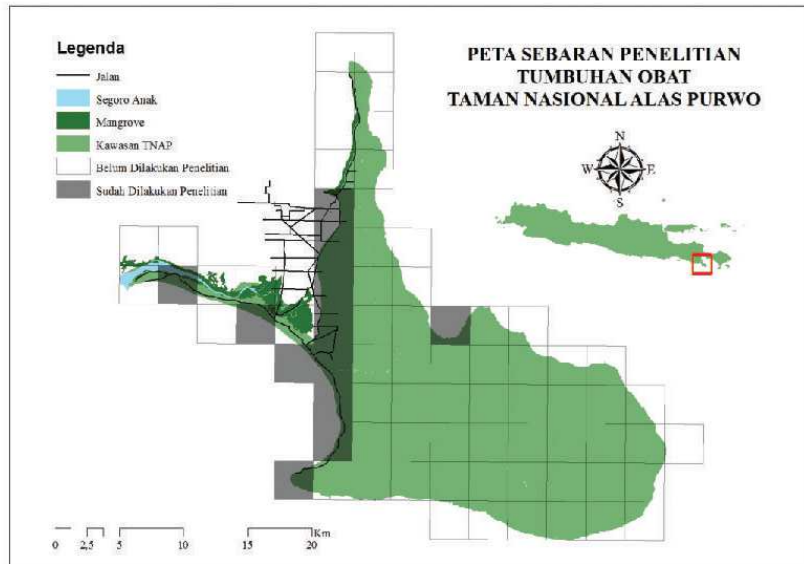 PETA SEBARAN PENELITIAN
TUMBUHAN OBAT
TAMAN NASIONAL ALAS PURWO
Legenda
Jalan
Segoro Anak
Mangrove
Kawasan TNAP
Belum Dilakukan Penelitian
Sudah Dilakukan Penelitian
N
W E
S
Km
0 2,5 5 10 15 20